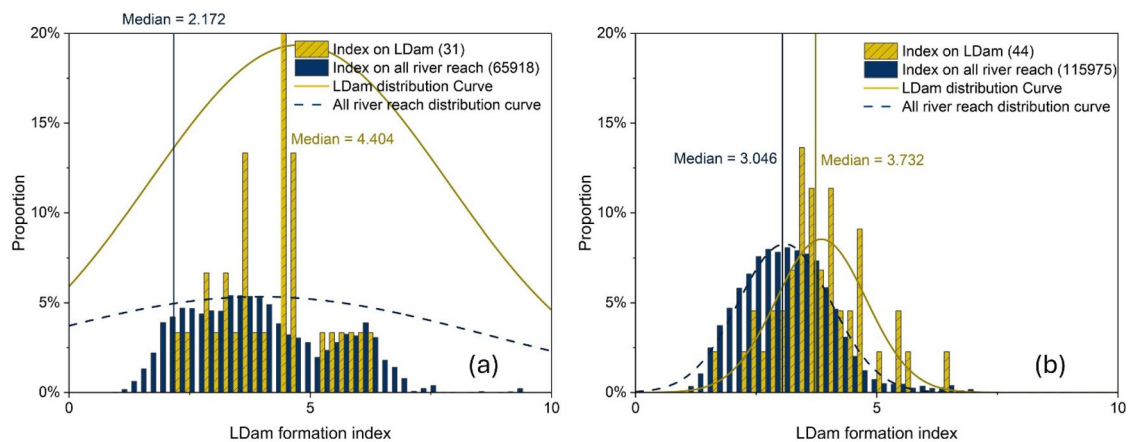 Median = 2.172
20%
15%
10%
5%
0%
Proportion
Index on LDam (31)
Index on all river reach (65918)
LDam distribution Curve
All river reach distribution curve
Median = 4.404
(a)
0
5
10
LDam formation index
20%
15%
10%
5%
0%
Proportion
Index on LDam (44)
Index on all river reach (115975)
LDam distribution Curve
All river reach distribution curve
Median = 3.046
Median = 3.732
(b)
0
5
10
LDam formation index